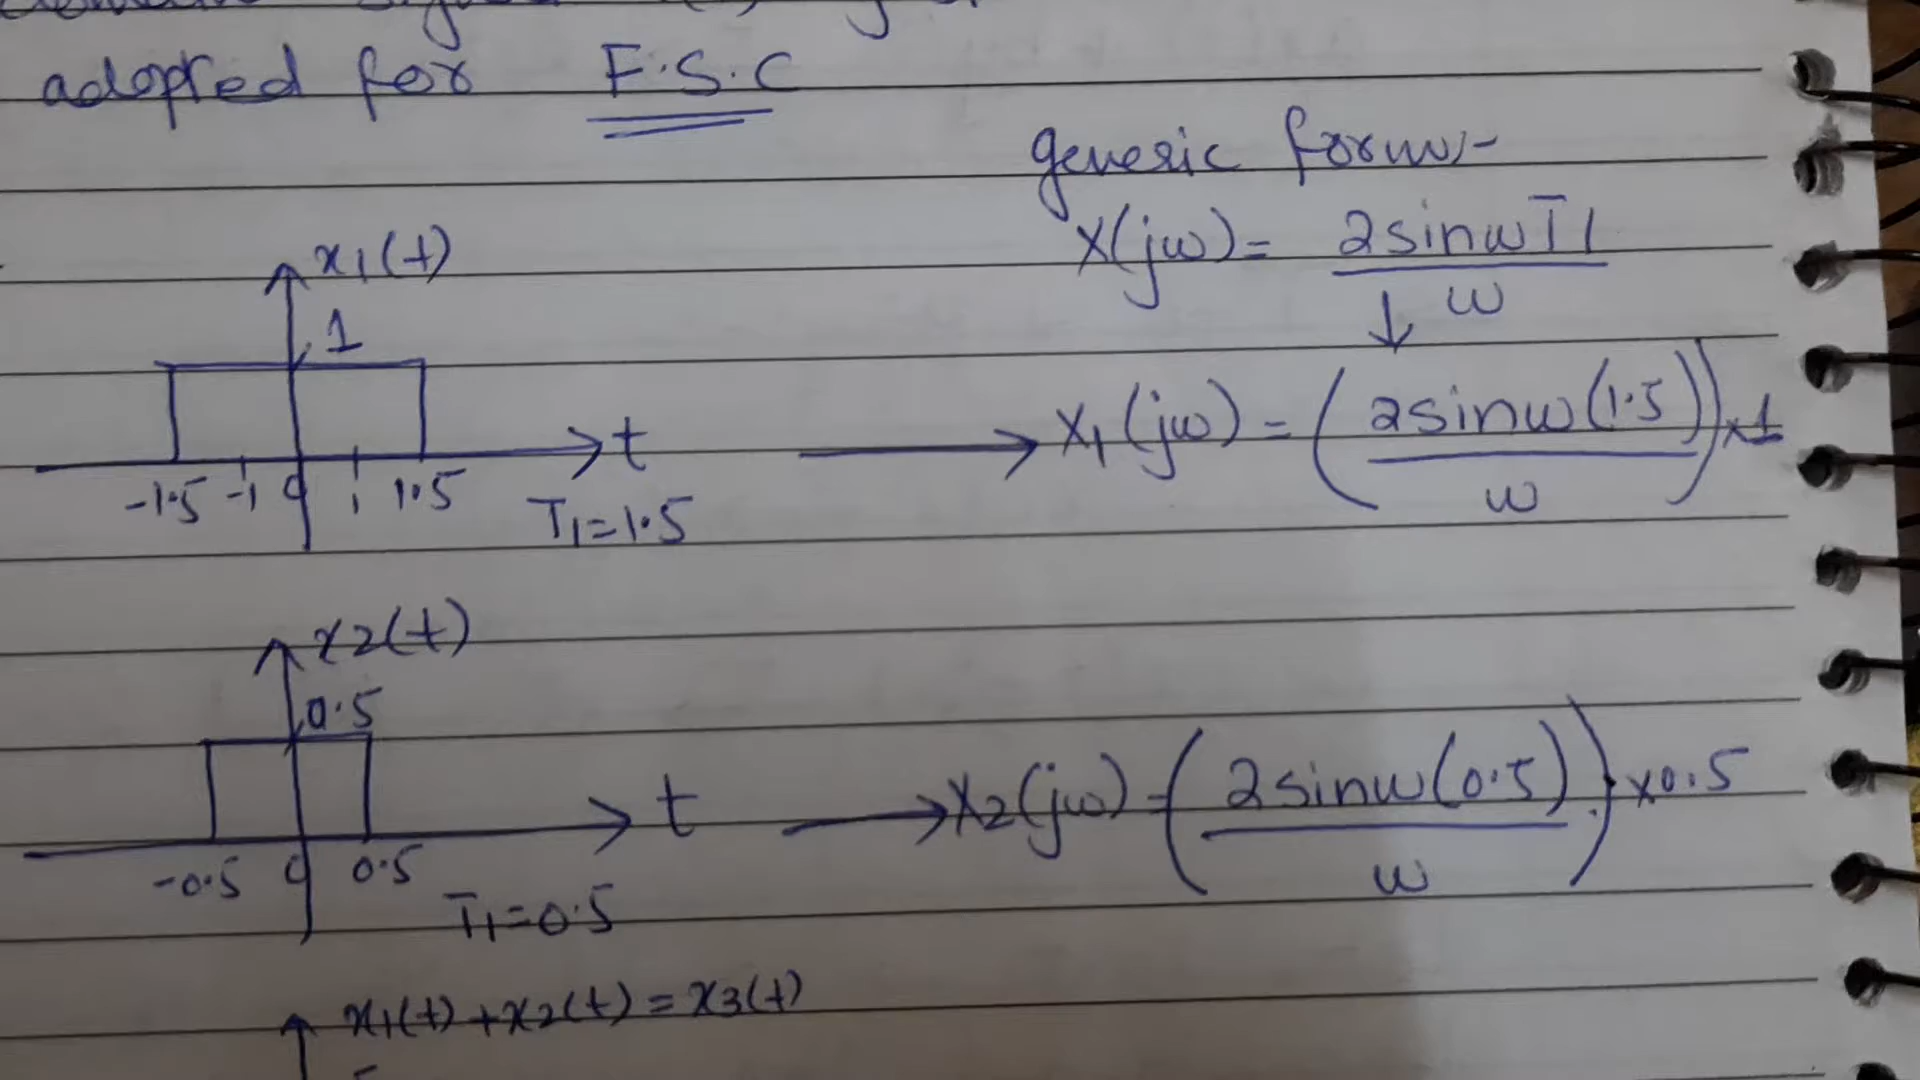 adopted for F.S.C
generic form:-
X(jω) = 2sinωT1 / ω
x1(t)
1
-1.5 -1 0 1 1.5
t
T1=1.5
X1(jω) = (2sinω(1.5) / ω) x1
x2(t)
0.5
-0.5 0 0.5
t
T1=0.5
X2(jω) = (2sinω(0.5) / ω) x0.5
x1(t)+x2(t)=x3(t)